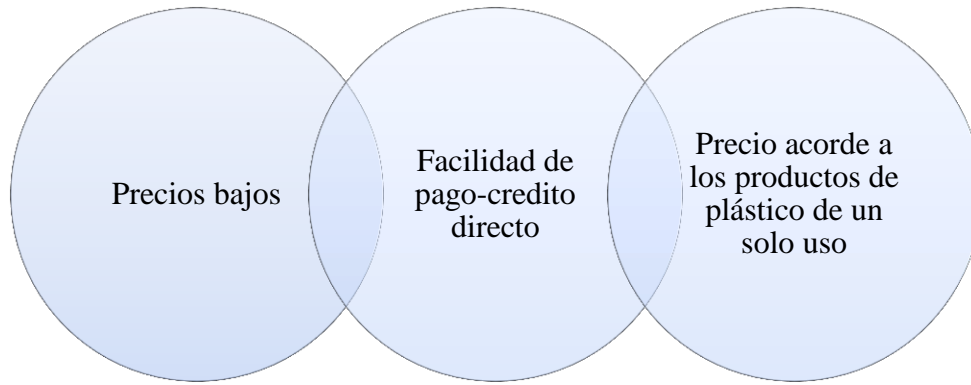 Precios bajos
Facilidad de
pago-credito
directo
Precio acorde a
los productos de
plástico de un
solo uso